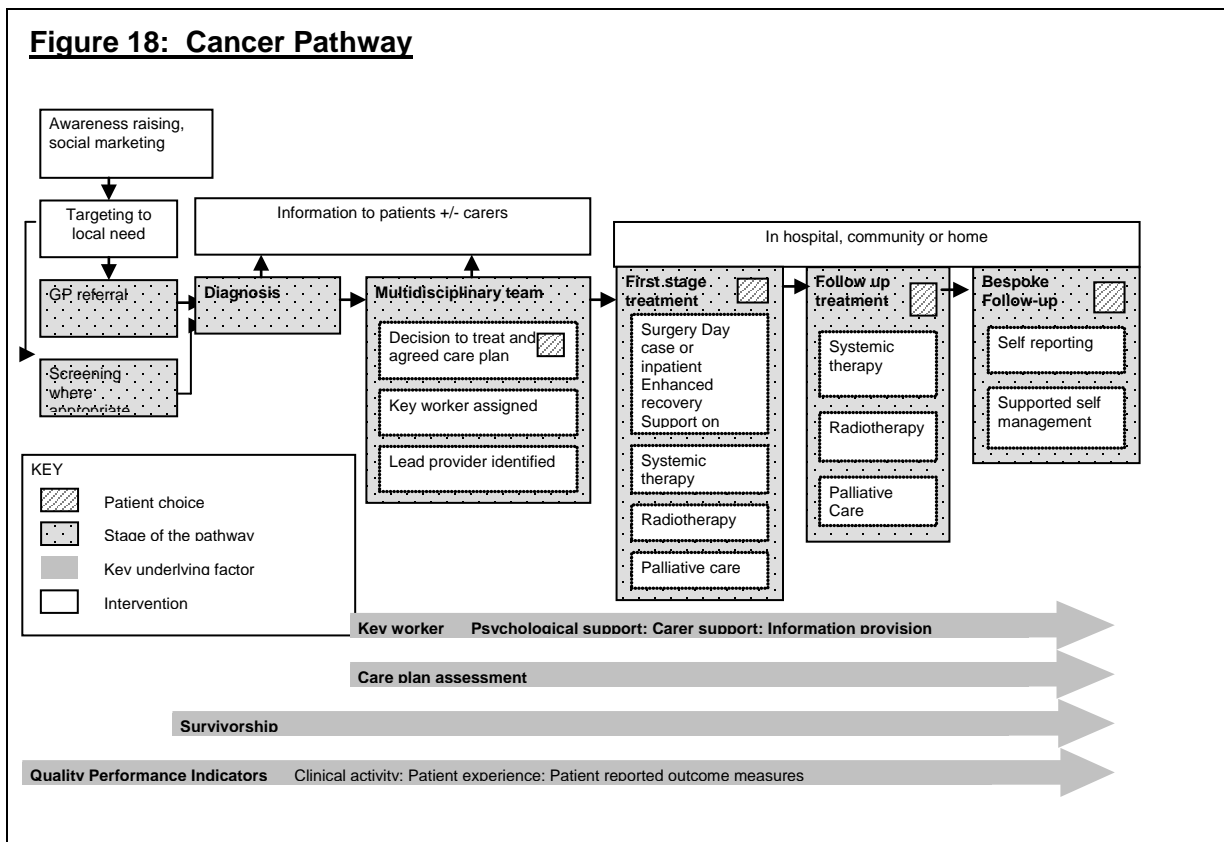 Figure 18: Cancer Pathway
Awareness raising,
social marketing
Targeting to
local need
Information to patients +/- carers
In hospital, community or home
GP referral
Diagnosis
Multidisciplinary team
First stage
treatment
Follow up
treatment
Bespoke
Follow-up
Screening
where
appropriate
Decision to treat and
agreed care plan
Key worker assigned
Lead provider identified
Surgery Day
case or
inpatient
Enhanced
recovery
Support on
Systemic
therapy
Radiotherapy
Palliative care
Systemic
therapy
Radiotherapy
Palliative
Care
Self reporting
Supported self
management
KEY
Patient choice
Stage of the pathway
Key underlying factor
Intervention
Key worker Psychological support: Carer support: Information provision
Care plan assessment
Survivorship
Quality Performance Indicators Clinical activity: Patient experience: Patient reported outcome measures